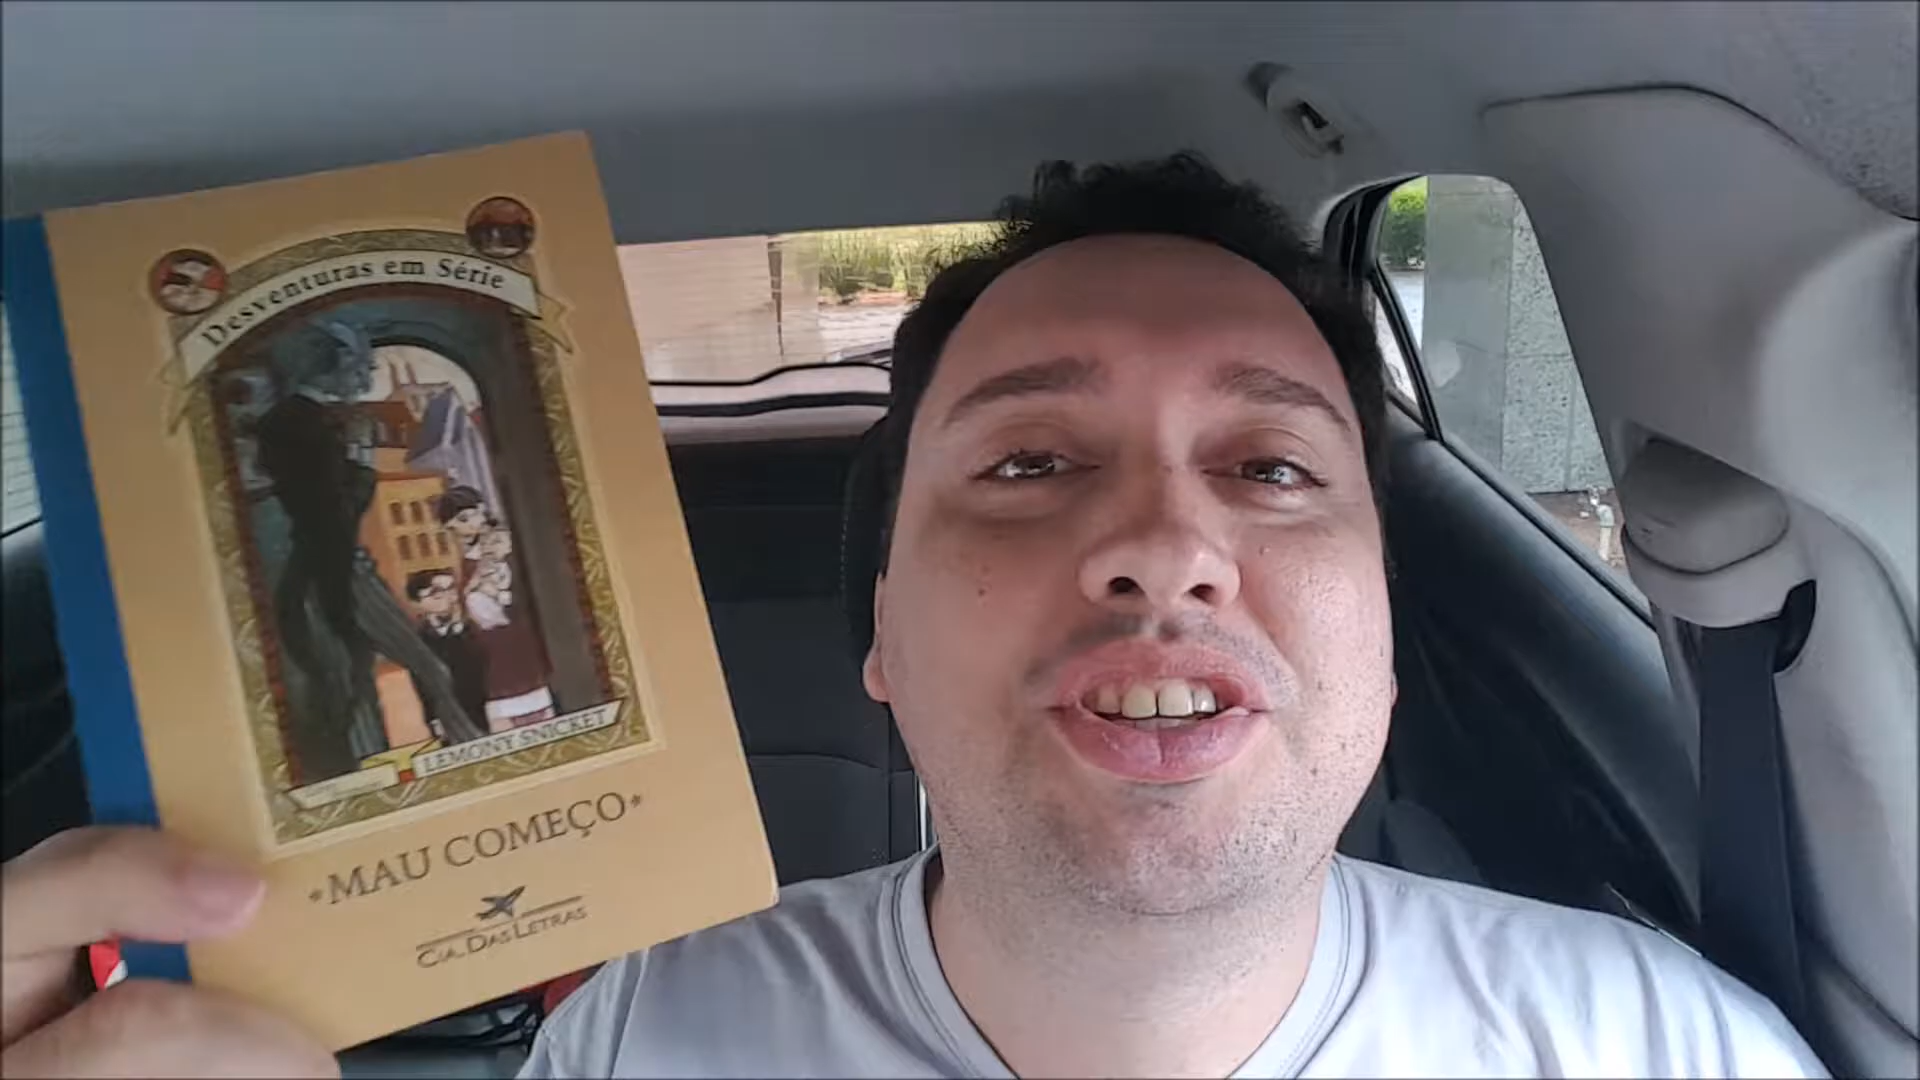 Desventuras em Série
LEMONY SNICKET
*MAU COMEÇO*
CIA. DAS LETRAS